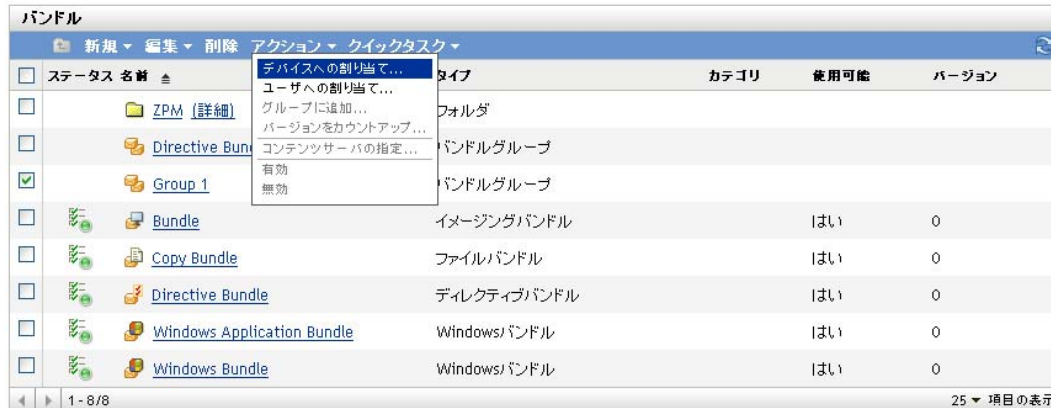 バンドル
新規 編集 削除 アクション クイックタスク
ステータス 名前 タイプ カテゴリ 使用可能 バージョン
デバイスへの割り当て...
ユーザへの割り当て...
グループに追加...
バージョンをカウントアップ...
コンテンツサーバの指定...
有効
無効
ZPM (詳細) フォルダ
Directive Bun バンドルグループ
Group 1 バンドルグループ
Bundle イメージングバンドル はい 0
Copy Bundle ファイルバンドル はい 0
Directive Bundle ディレクティブバンドル はい 0
Windows Application Bundle Windowsバンドル はい 0
Windows Bundle Windowsバンドル はい 0
1 - 8/8 25 項目の表示